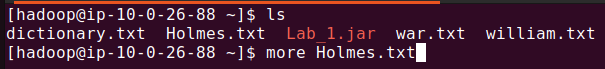 [hadoop@ip-10-0-26-88 ~]$ ls
dictionary.txt  Holmes.txt  Lab_1.jar  war.txt  william.txt
[hadoop@ip-10-0-26-88 ~]$ more Holmes.txt